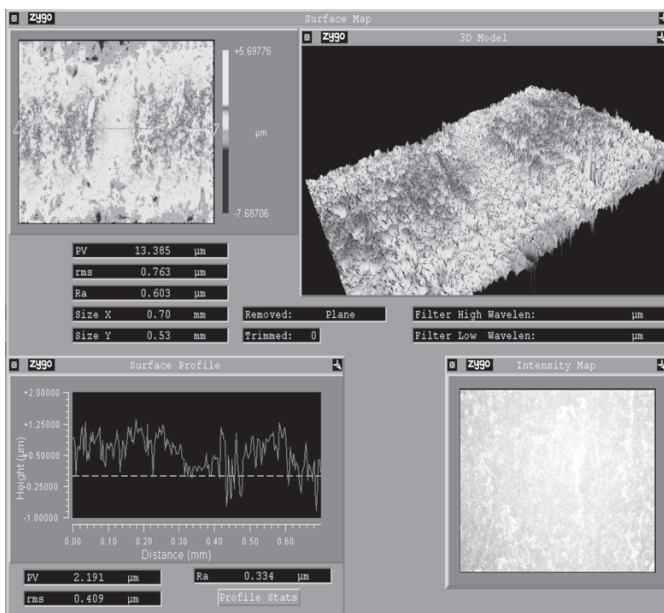 zygo Surface Map
zygo
+5.69776
µm
-7.68706
zygo 3D Model
PV 13.385 µm
rms 0.763 µm
Ra 0.603 µm
Size X 0.70 mm
Size Y 0.53 mm
Removed: Plane
Trimmed: 0
Filter High Wavelen: µm
Filter Low Wavelen: µm
zygo Surface Profile
+2.00000
+1.25000
+0.50000
+0.25000
-1.00000
Height (µm)
0.00 0.10 0.20 0.30 0.40 0.50 0.60
Distance (mm)
PV 2.191 µm
rms 0.409 µm
Ra 0.334 µm
Profile Stats
zygo Intensity Map